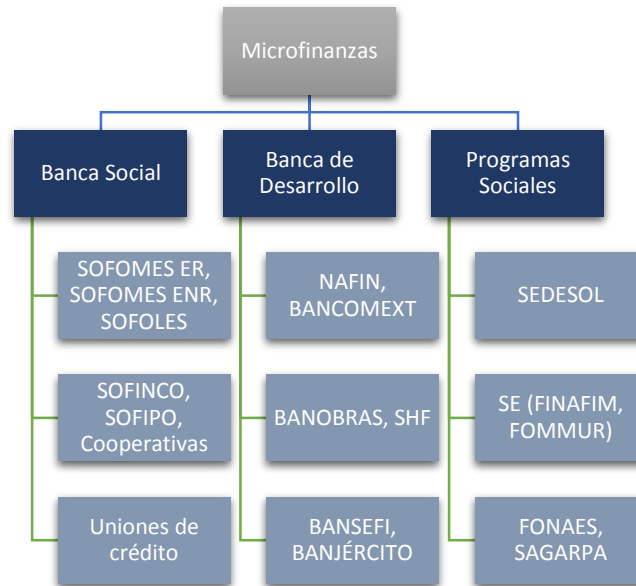 Microfinanzas
Banca Social
Banca de
Desarrollo
Programas
Sociales
SOFOMES ER,
SOFOMES ENR,
SOFOLES
NAFIN,
BANCOMEXT
SEDESOL
SOFINCO,
SOFIPO,
Cooperativas
BANOBRAS, SHF
SE (FINAFIM,
FOMMUR)
Uniones de
crédito
BANSEFI,
BANJÉRCITO
FONAES,
SAGARPA